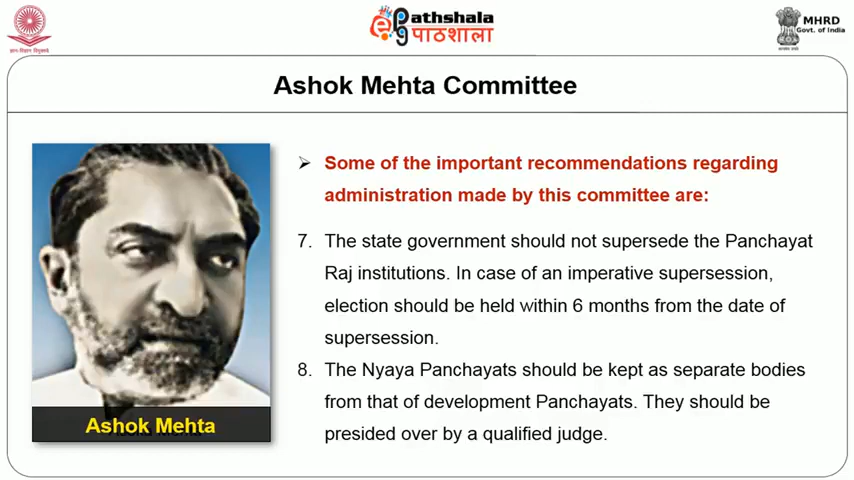 ePathshala
पाठशाला
MHRD
Govt. of India
Ashok Mehta Committee
Some of the important recommendations regarding
administration made by this committee are:
7. The state government should not supersede the Panchayat
Raj institutions. In case of an imperative supersession,
election should be held within 6 months from the date of
supersession.
8. The Nyaya Panchayats should be kept as separate bodies
from that of development Panchayats. They should be
presided over by a qualified judge.
Ashok Mehta